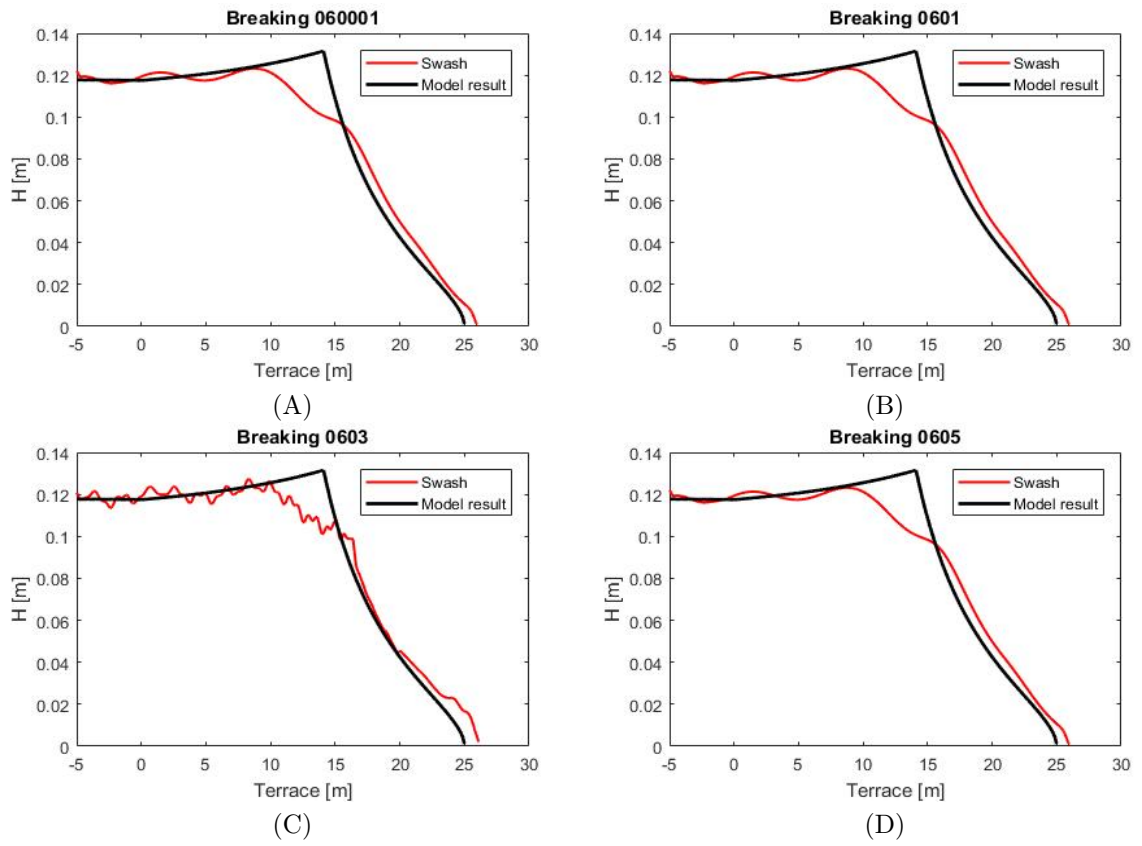 Breaking 060001
0.14
0.12
0.1
0.08
0.06
0.04
0.02
0
H [m]
Swash
Model result
-5 0 5 10 15 20 25 30
Terrace [m]
(A)
Breaking 0601
0.14
0.12
0.1
0.08
0.06
0.04
0.02
0
H [m]
Swash
Model result
-5 0 5 10 15 20 25 30
Terrace [m]
(B)
Breaking 0603
0.14
0.12
0.1
0.08
0.06
0.04
0.02
0
H [m]
Swash
Model result
-5 0 5 10 15 20 25 30
Terrace [m]
(C)
Breaking 0605
0.14
0.12
0.1
0.08
0.06
0.04
0.02
0
H [m]
Swash
Model result
-5 0 5 10 15 20 25 30
Terrace [m]
(D)